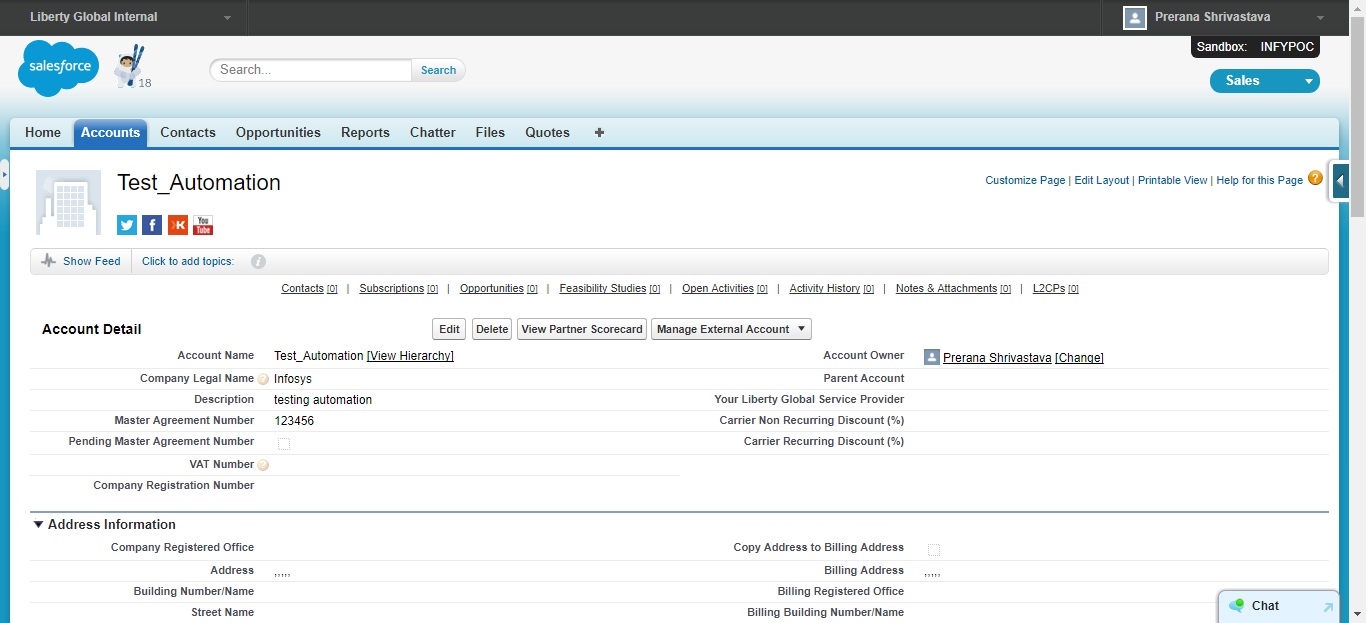 Liberty Global Internal
Prerana Shrivastava
Sandbox: INFYPOC
salesforce
18
Search...
Search
Sales
Home Accounts Contacts Opportunities Reports Chatter Files Quotes +
Test_Automation
Customize Page | Edit Layout | Printable View | Help for this Page ?
You
Tube
Show Feed Click to add topics: i
Contacts [0] | Subscriptions [0] | Opportunities [0] | Feasibility Studies [0] | Open Activities [0] | Activity History [0] | Notes & Attachments [0] | L2CPs [0]
Account Detail Edit Delete View Partner Scorecard Manage External Account
Account Name Test_Automation [View Hierarchy] Account Owner Prerana Shrivastava [Change]
Company Legal Name ? Infosys Parent Account
Description testing automation Your Liberty Global Service Provider
Master Agreement Number 123456 Carrier Non Recurring Discount (%)
Pending Master Agreement Number Carrier Recurring Discount (%)
VAT Number ?
Company Registration Number
Address Information
Company Registered Office Copy Address to Billing Address
Address ,,,,, Billing Address ,,,,,
Building Number/Name Billing Registered Office
Street Name Billing Building Number/Name
Chat